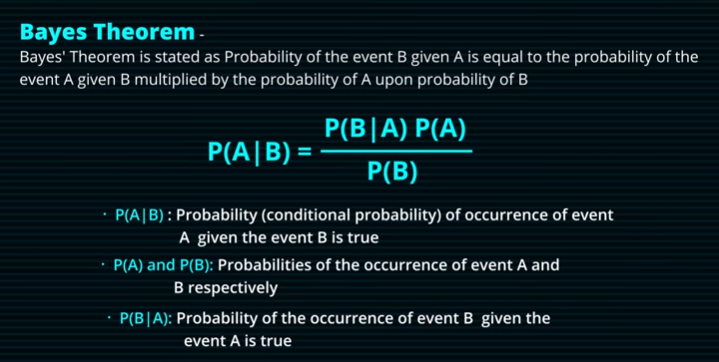 Bayes Theorem -
Bayes' Theorem is stated as Probability of the event B given A is equal to the probability of the
event A given B multiplied by the probability of A upon probability of B
P(A|B) = P(B|A) P(A) / P(B)
· P(A|B) : Probability (conditional probability) of occurrence of event
A given the event B is true
· P(A) and P(B): Probabilities of the occurrence of event A and
B respectively
· P(B|A): Probability of the occurrence of event B given the
event A is true